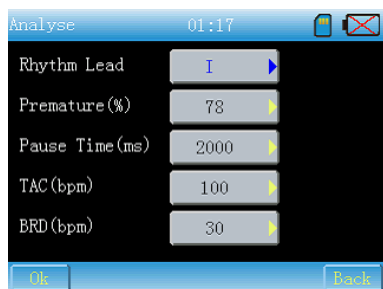 Analyse 01:17
Rhythm Lead I
Premature(%) 78
Pause Time(ms) 2000
TAC(bpm) 100
BRD(bpm) 30
Ok Back